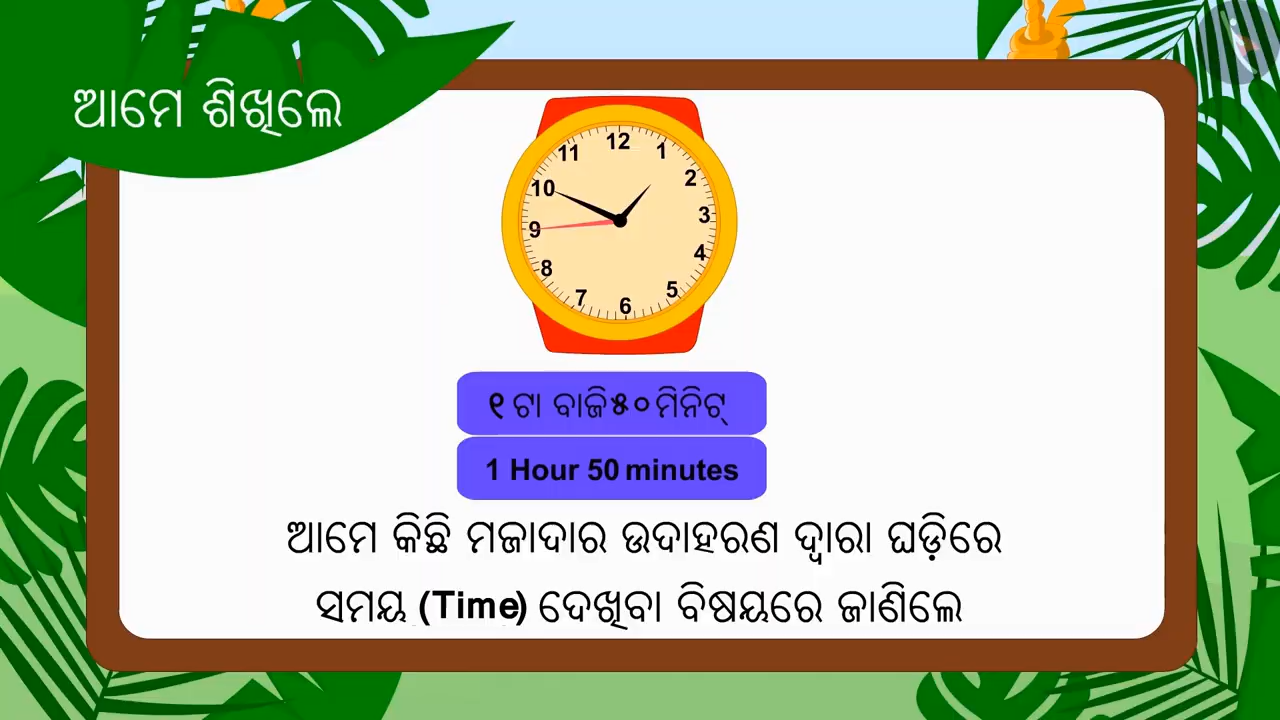 ଆମେ ଶିଖିଲେ
12
1
2
3
4
5
6
7
8
9
10
11
୧ ଟା ବାଜି ୫୦ ମିନିଟ୍
1 Hour 50 minutes
ଆମେ କିଛି ମଜାଦାର ଉଦାହରଣ ଦ୍ୱାରା ଘଡ଼ିରେ
ସମୟ (Time) ଦେଖିବା ବିଷୟରେ ଜାଣିଲେ